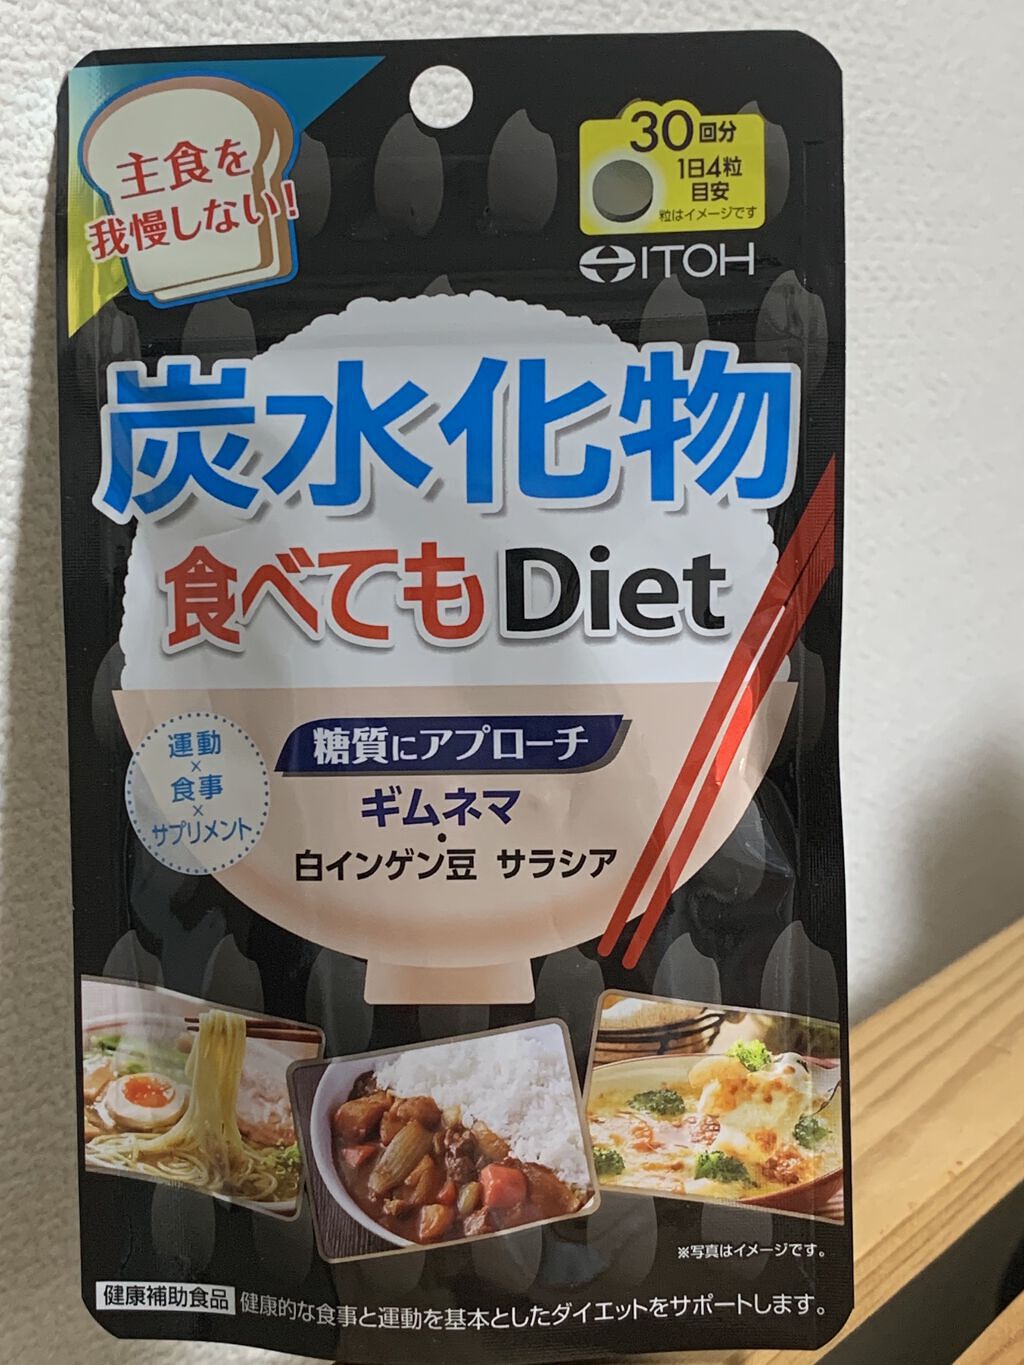 主食を
我慢しない!
30回分
1日4粒
目安
粒はイメージです
ITOH
炭水化物
食べてもDiet
糖質にアプローチ
運動
×
食事
×
サプリメント
ギムネマ
・
白インゲン豆 サラシア
※写真はイメージです。
健康補助食品 健康的な食事と運動を基本としたダイエットをサポートします。